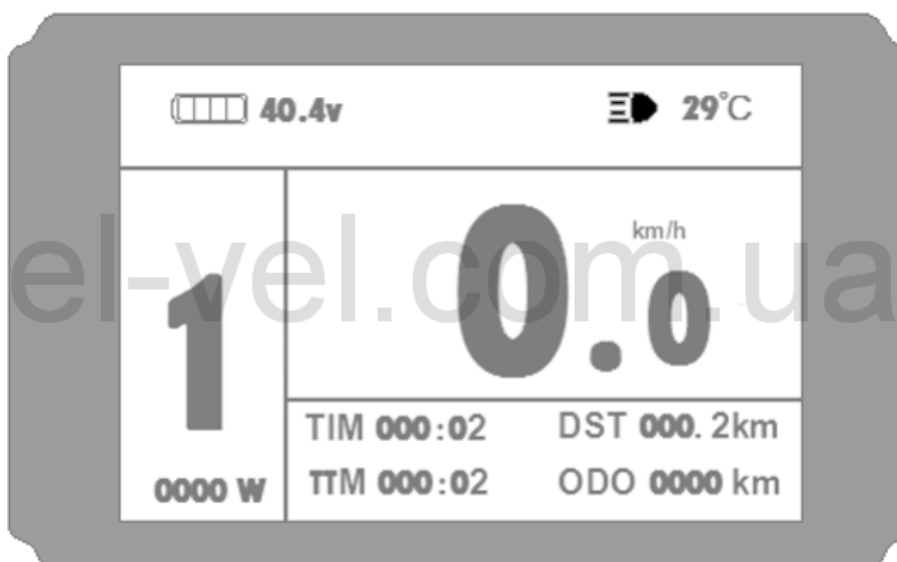 40.4v 29°C
km/h
0.0
1
TIM 000:02 DST 000. 2km
TTM 000:02 ODO 0000 km
0000 W
el-vel.com.ua